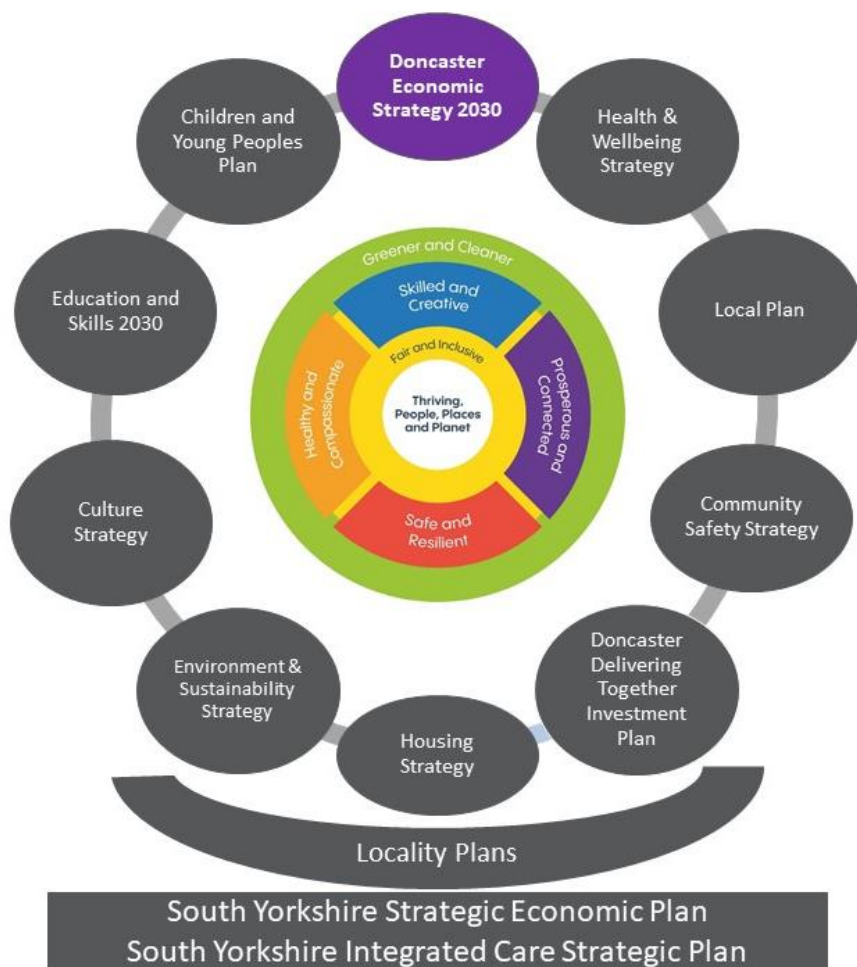 Doncaster
Economic
Strategy 2030
Children and
Young Peoples
Plan
Health &
Wellbeing
Strategy
Education and
Skills 2030
Local Plan
Greener and Cleaner
Skilled and
Creative
Fair and Inclusive
Healthy and
Compassionate
Thriving,
People, Places
and Planet
Prosperous and
Connected
Safe and
Resilient
Culture
Strategy
Community
Safety Strategy
Environment &
Sustainability
Strategy
Doncaster
Delivering
Together
Investment
Plan
Housing
Strategy
Locality Plans
South Yorkshire Strategic Economic Plan
South Yorkshire Integrated Care Strategic Plan